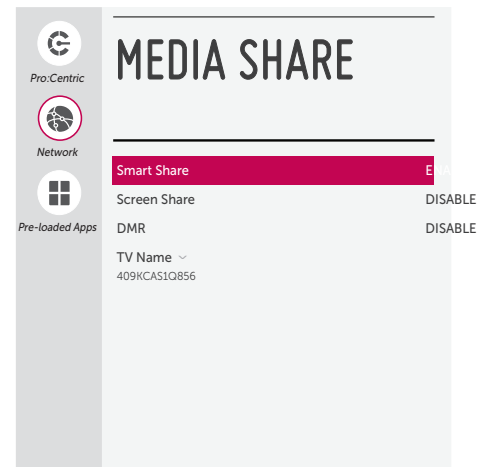 MEDIA SHARE
Pro:Centric
Network
Pre-loaded Apps
Smart Share
Screen Share DISABLE
DMR DISABLE
TV Name
409KCAS1Q856